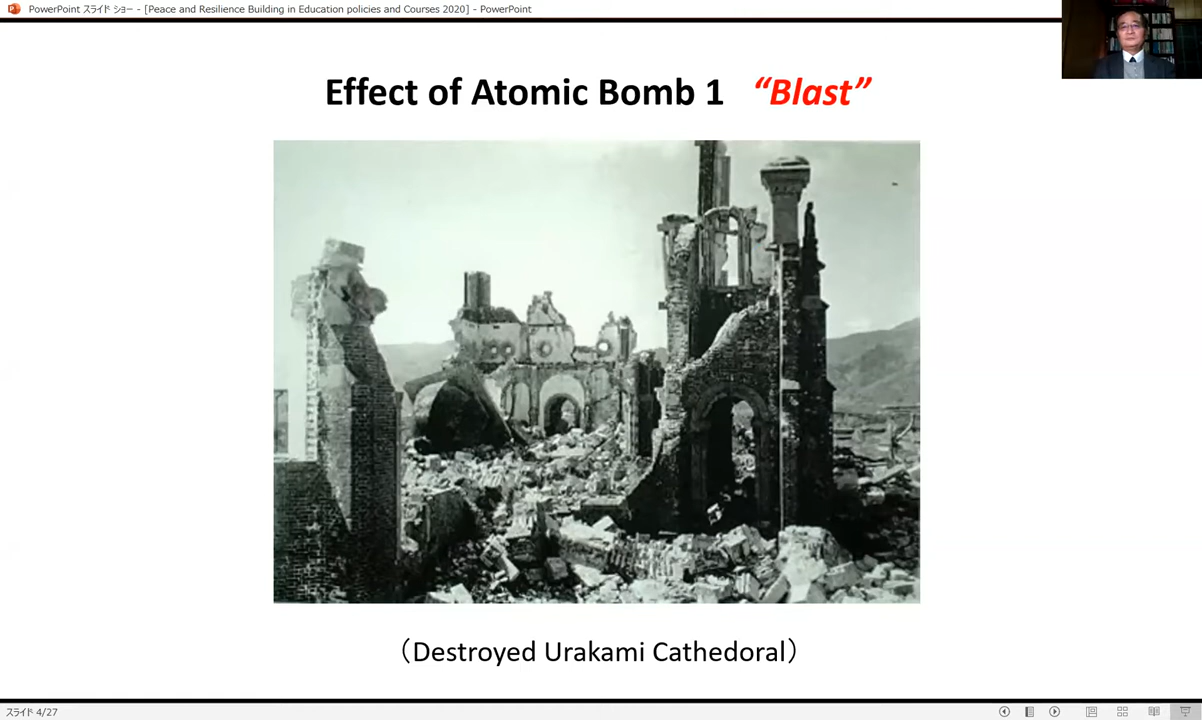 PowerPoint スライド ショー - [Peace and Resilience Building in Education policies and Courses 2020] - PowerPoint
Effect of Atomic Bomb 1 “Blast”
（Destroyed Urakami Cathedoral）
スライド 4/27